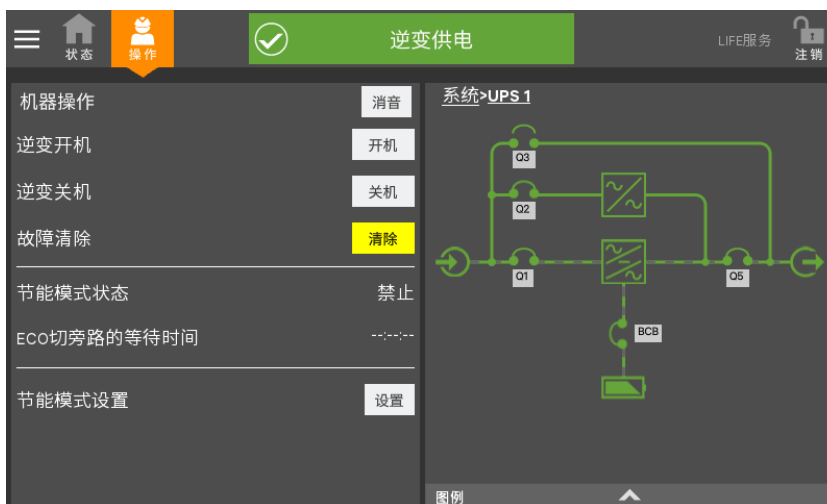 状态
操作
逆变供电
LIFE服务
注销
机器操作
消音
逆变开机
开机
逆变关机
关机
故障清除
清除
节能模式状态
禁止
ECO切旁路的等待时间
--:--:--
节能模式设置
设置
系统>UPS 1
Q3
Q2
Q1
Q5
BCB
图例